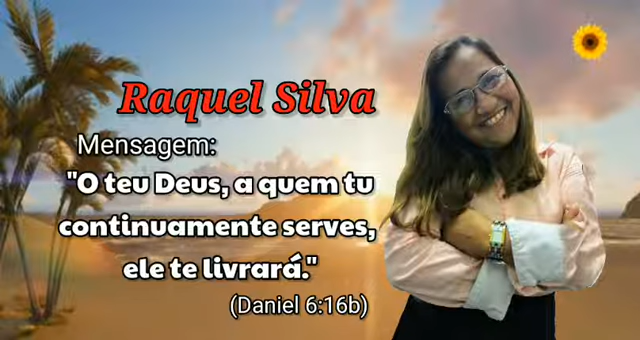 Raquel Silva
Mensagem:
"O teu Deus, a quem tu
continuamente serves,
ele te livrará."
(Daniel 6:16b)